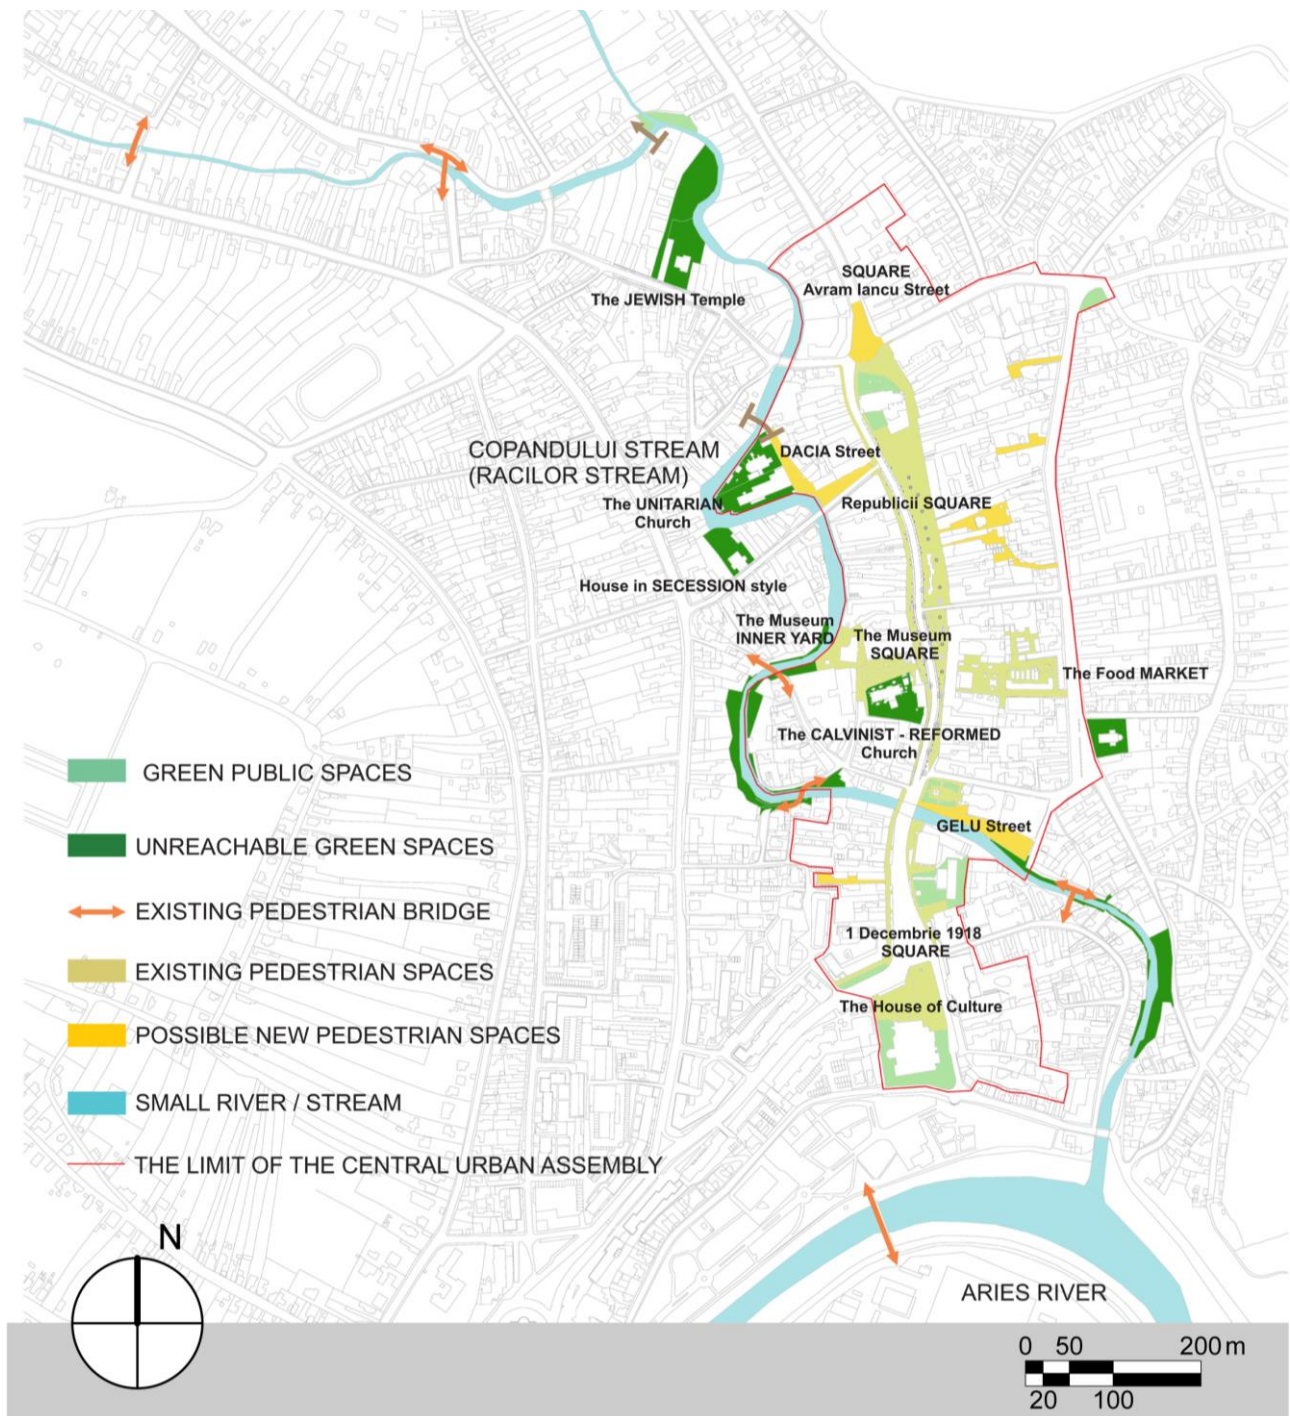 SQUARE
Avram Iancu Street
The JEWISH Temple
COPANDULUI STREAM
(RACILOR STREAM)
DACIA Street
The UNITARIAN
Church
Republicii SQUARE
House in SECESSION style
The Museum
INNER YARD
The Museum
SQUARE
The Food MARKET
The CALVINIST - REFORMED
Church
GELU Street
1 Decembrie 1918
SQUARE
The House of Culture
GREEN PUBLIC SPACES
UNREACHABLE GREEN SPACES
EXISTING PEDESTRIAN BRIDGE
EXISTING PEDESTRIAN SPACES
POSSIBLE NEW PEDESTRIAN SPACES
SMALL RIVER / STREAM
THE LIMIT OF THE CENTRAL URBAN ASSEMBLY
N
ARIES RIVER
0 50 200 m
20 100